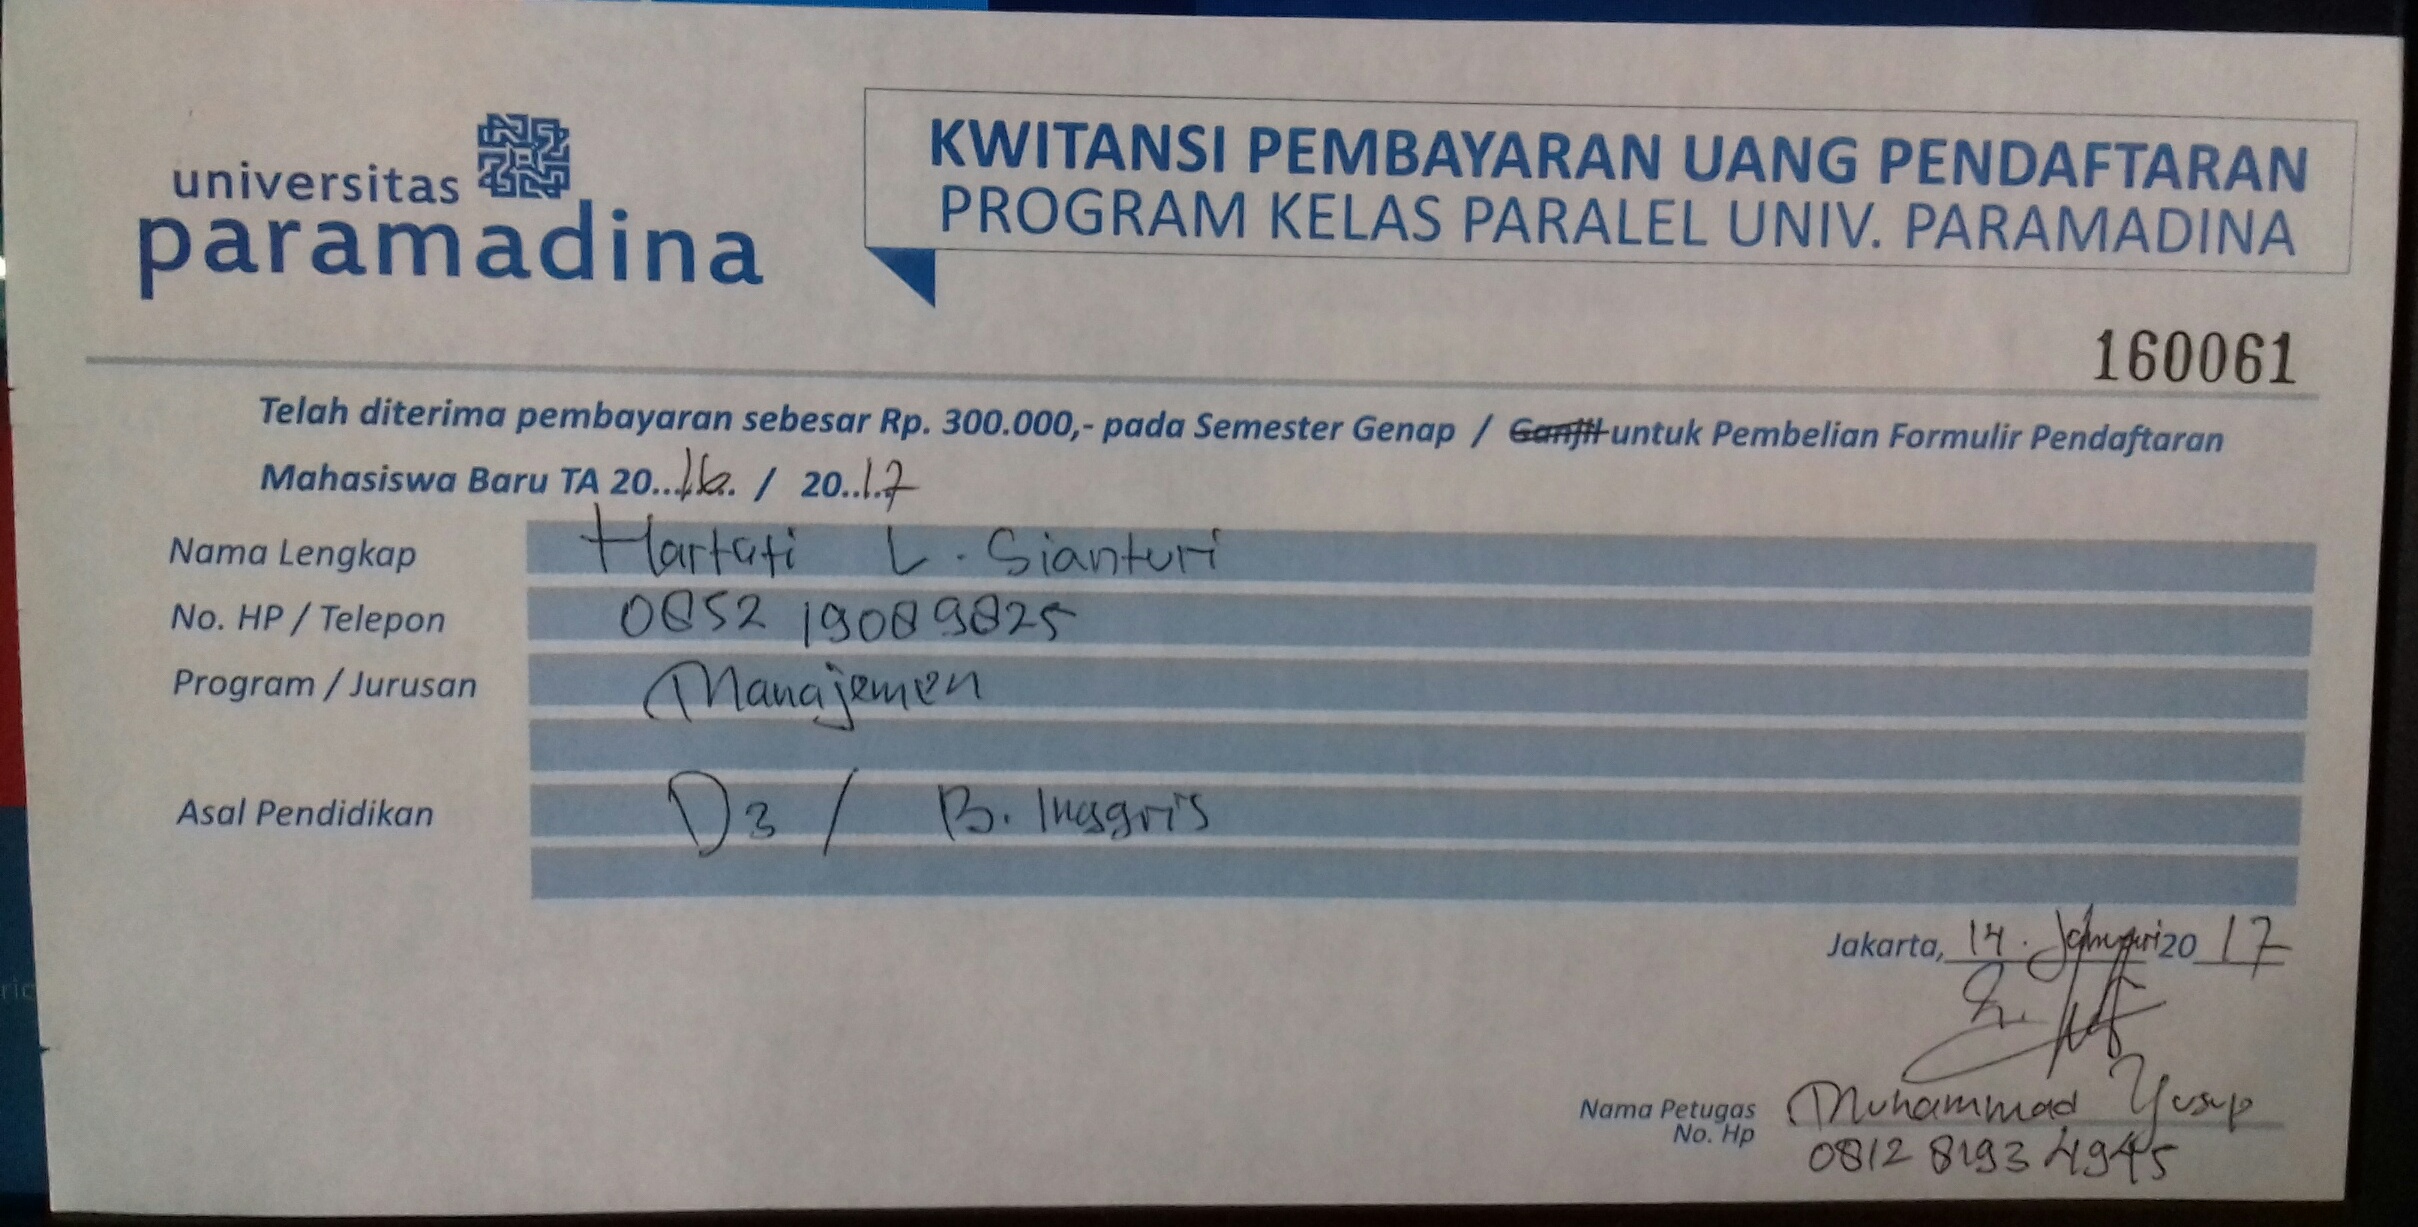 universitas
paramadina
KWITANSI PEMBAYARAN UANG PENDAFTARAN
PROGRAM KELAS PARALEL UNIV. PARAMADINA
160061
Telah diterima pembayaran sebesar Rp. 300.000,- pada Semester Genap / Ganjil untuk Pembelian Formulir Pendaftaran
Mahasiswa Baru TA 20..16.. / 20..17
Nama Lengkap Hartati L. Sianturi
No. HP / Telepon 0852 19089825
Program / Jurusan Manajemen
Asal Pendidikan D3 / B. Inggris
Jakarta, 14. Januari 20 17
Nama Petugas Muhammad Yusup
No. Hp 0812 8193 4945